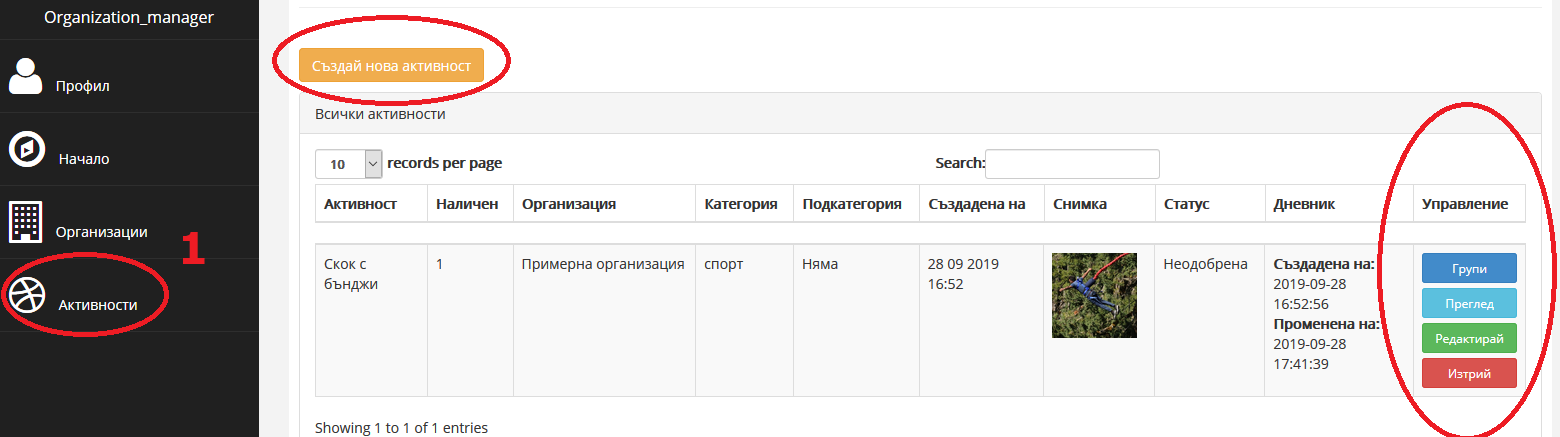 Organization_manager
Профил
Начало
Организации
1
Активности
Създай нова активност
Всички активности
10 records per page
Search:
Активност Наличен Организация Категория Подкатегория Създадена на Снимка Статус Дневник Управление
Скок с бънджи 1 Примерна организация спорт Няма 28 09 2019 16:52 Неодобрена
Създадена на:
2019-09-28
16:52:56
Променена на:
2019-09-28
17:41:39
Групи
Преглед
Редактирай
Изтрий
Showing 1 to 1 of 1 entries